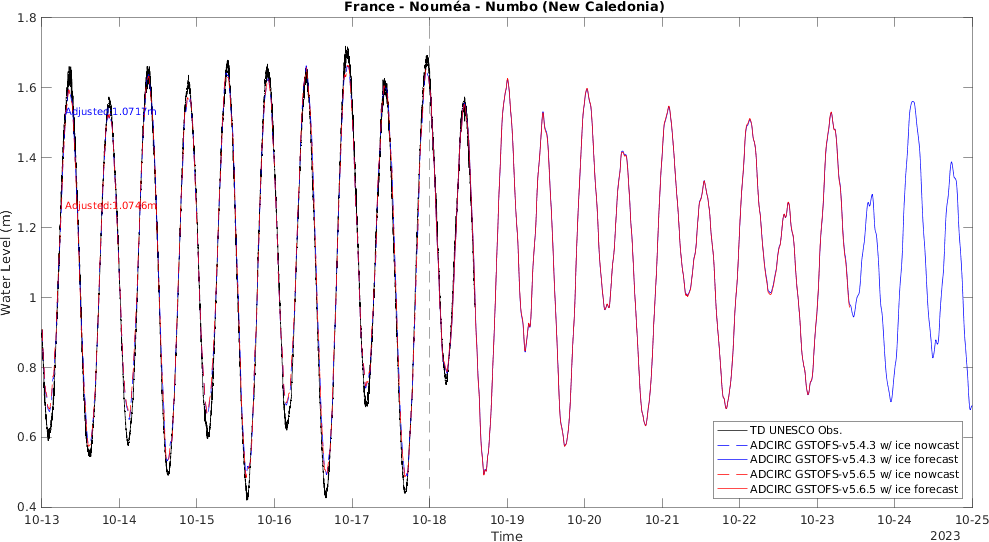 France - Nouméa - Numbo (New Caledonia)
1.8
1.6
1.4
1.2
1
0.8
0.6
0.4
Water Level (m)
Adjusted:1.0717m
Adjusted:1.0746m
TD UNESCO Obs.
ADCIRC GSTOFS-v5.4.3 w/ ice nowcast
ADCIRC GSTOFS-v5.4.3 w/ ice forecast
ADCIRC GSTOFS-v5.6.5 w/ ice nowcast
ADCIRC GSTOFS-v5.6.5 w/ ice forecast
10-13 10-14 10-15 10-16 10-17 10-18 10-19 10-20 10-21 10-22 10-23 10-24 10-25
Time
2023